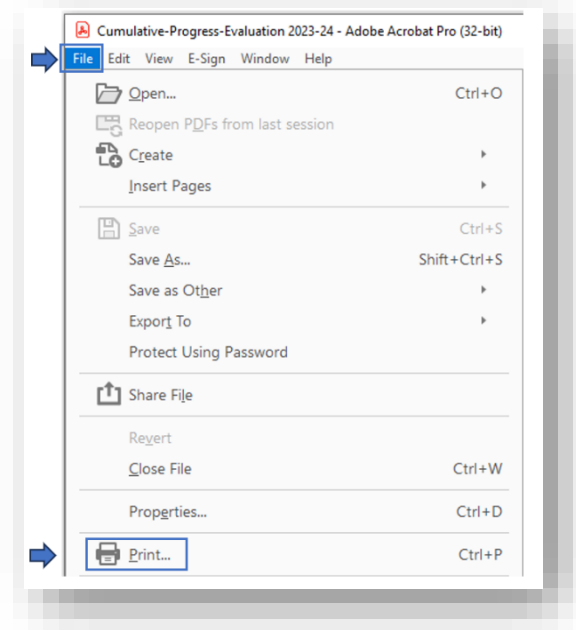 Cumulative-Progress-Evaluation 2023-24 - Adobe Acrobat Pro (32-bit)
File Edit View E-Sign Window Help
Open... Ctrl+O
Reopen PDFs from last session
Create
Insert Pages
Save Ctrl+S
Save As... Shift+Ctrl+S
Save as Other
Export To
Protect Using Password
Share File
Revert
Close File Ctrl+W
Properties... Ctrl+D
Print... Ctrl+P